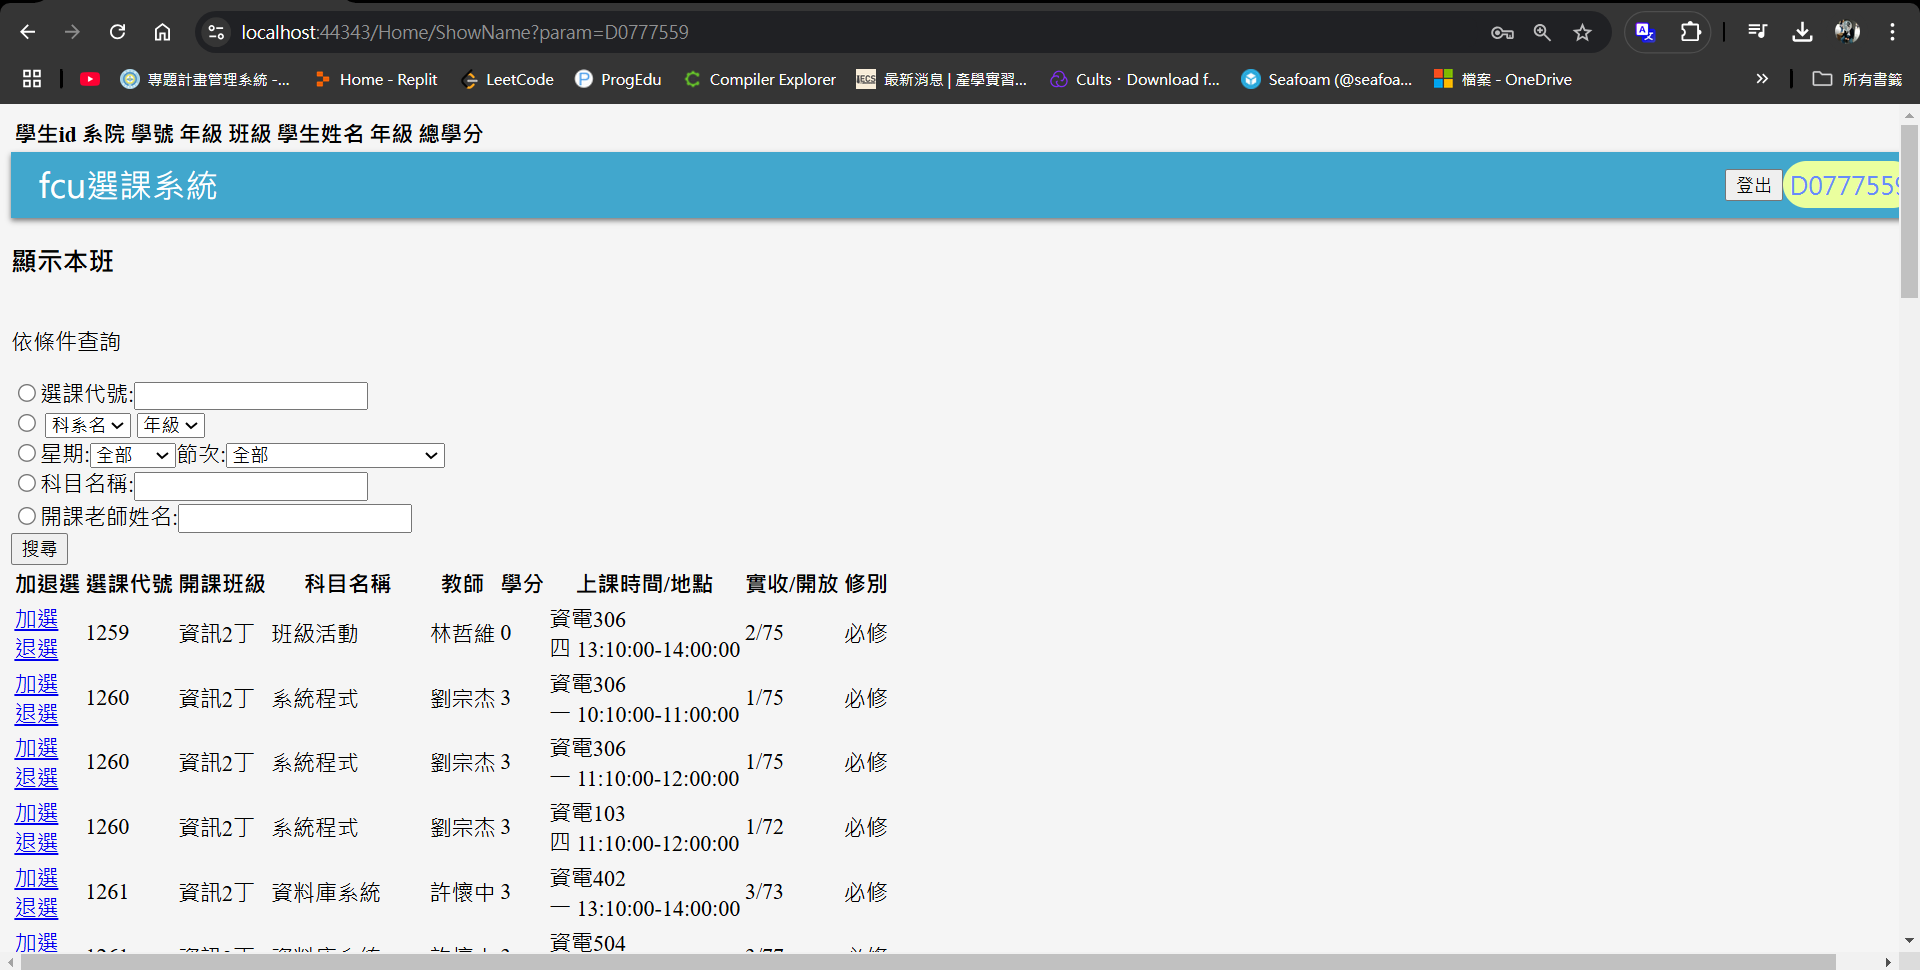 localhost:44343/Home/ShowName?param=D0777559
專題計畫管理系統 -... Home - Replit LeetCode ProgEdu Compiler Explorer 最新消息 | 產學實習... Cults · Download f... Seafoam (@seafoa... 檔案 - OneDrive » 所有書籤
學生id 系院 學號 年級 班級 學生姓名 年級 總學分
fcu選課系統 登出 D0777559
顯示本班
依條件查詢
選課代號:
科系名 年級
星期: 全部 節次: 全部
科目名稱:
開課老師姓名:
搜尋
加退選 選課代號 開課班級 科目名稱 教師 學分 上課時間/地點 實收/開放 修別
加選 資電306
1259 資訊2丁 班級活動 林哲維 0 2/75 必修
退選 四 13:10:00-14:00:00
加選 資電306
1260 資訊2丁 系統程式 劉宗杰 3 1/75 必修
退選 一 10:10:00-11:00:00
加選 資電306
1260 資訊2丁 系統程式 劉宗杰 3 1/75 必修
退選 一 11:10:00-12:00:00
加選 資電103
1260 資訊2丁 系統程式 劉宗杰 3 1/72 必修
退選 四 11:10:00-12:00:00
加選 資電402
1261 資訊2丁 資料庫系統 許懷中 3 3/73 必修
退選 一 13:10:00-14:00:00
加選 資電504